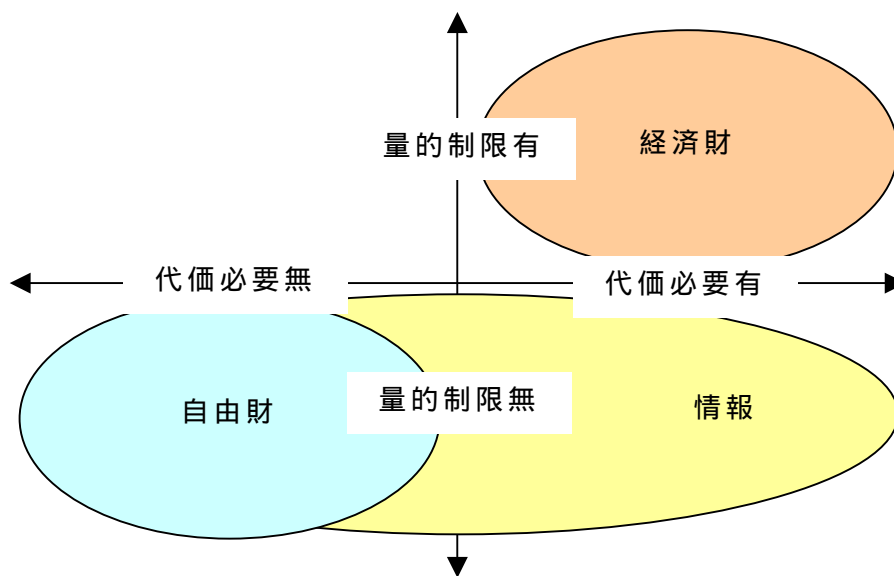 量的制限有
経済財
代価必要無
代価必要有
自由財
量的制限無
情報